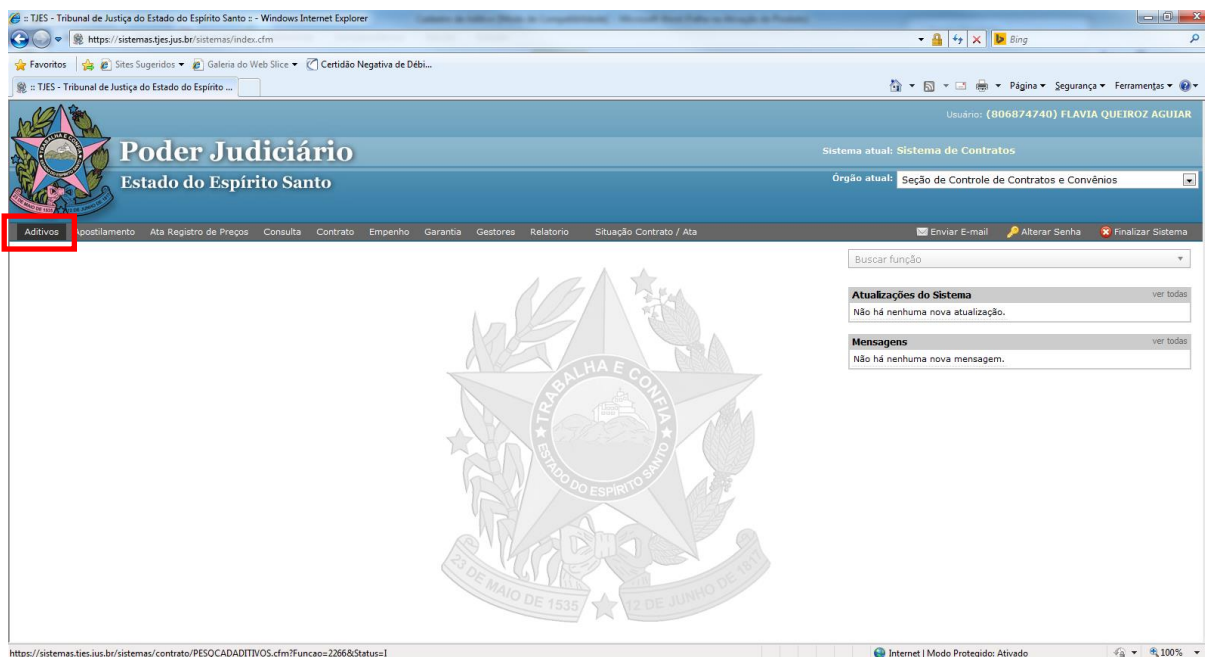 :: TJES - Tribunal de Justiça do Estado do Espírito Santo :: - Windows Internet Explorer
https://sistemas.tjes.jus.br/sistemas/index.cfm
Bing
Favoritos Sites Sugeridos Galeria do Web Slice Certidão Negativa de Débi...
:: TJES - Tribunal de Justiça do Estado do Espírito ...
Página Segurança Ferramentas
Usuário: (806874740) FLAVIA QUEIROZ AGUIAR
Poder Judiciário
Sistema atual: Sistema de Contratos
Estado do Espírito Santo
Órgão atual: Seção de Controle de Contratos e Convênios
Aditivos Apostilamento Ata Registro de Preços Consulta Contrato Empenho Garantia Gestores Relatorio Situação Contrato / Ata Enviar E-mail Alterar Senha Finalizar Sistema
Buscar função
Atualizações do Sistema ver todas
Não há nenhuma nova atualização.
Mensagens ver todas
Não há nenhuma nova mensagem.
TRABALHA E CONFIA
ESTADO DO ESPÍRITO SANTO
23 DE MAIO DE 1535 12 DE JUNHO DE 1817
https://sistemas.tjes.jus.br/sistemas/contrato/PESQCADADITIVOS.cfm?Funcao=2266&Status=I
Internet | Modo Protegido: Ativado 100%